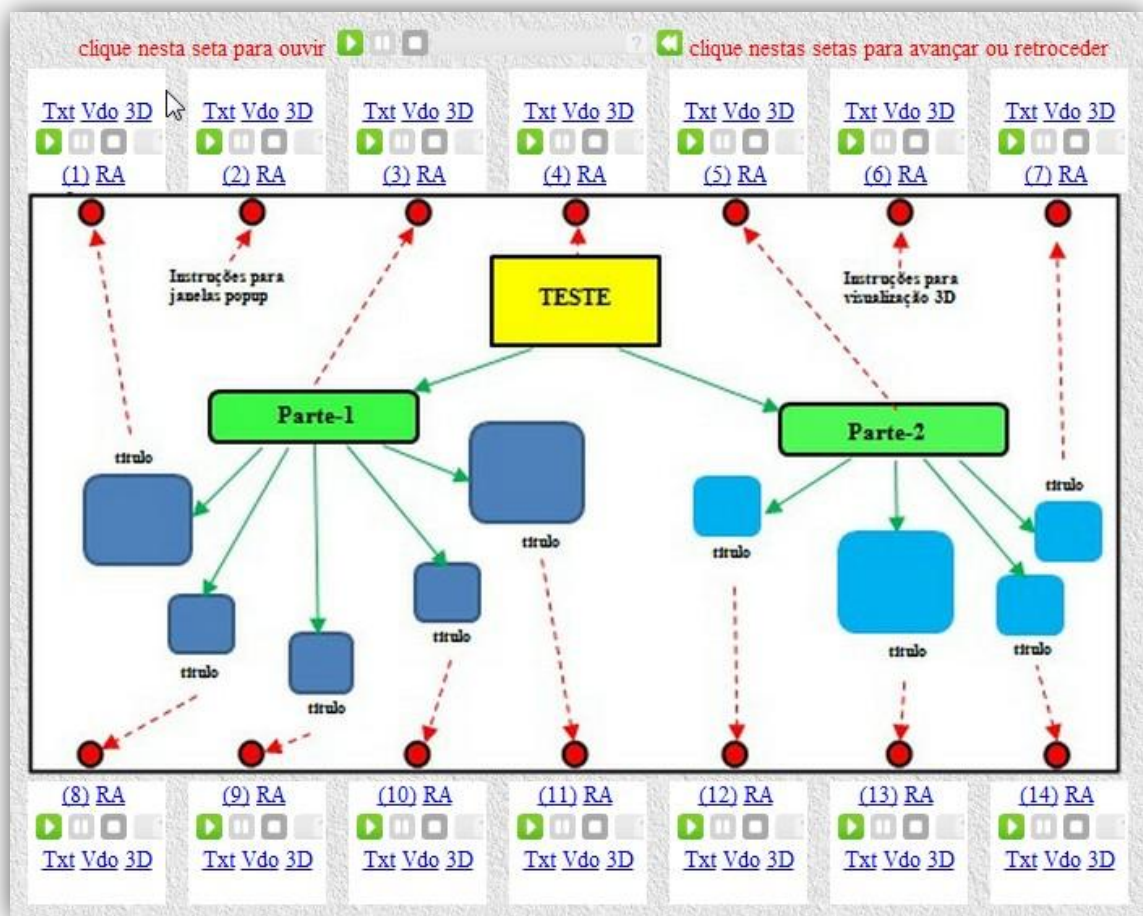 clique nesta seta para ouvir
clique nestas setas para avançar ou retroceder
Txt Vdo 3D
Txt Vdo 3D
Txt Vdo 3D
Txt Vdo 3D
Txt Vdo 3D
Txt Vdo 3D
Txt Vdo 3D
(1) RA
(2) RA
(3) RA
(4) RA
(5) RA
(6) RA
(7) RA
Instruções para
janelas popup
TESTE
Instruções para
visualização 3D
Parte-1
Parte-2
título
título
título
título
título
título
título
título
título
(8) RA
(9) RA
(10) RA
(11) RA
(12) RA
(13) RA
(14) RA
Txt Vdo 3D
Txt Vdo 3D
Txt Vdo 3D
Txt Vdo 3D
Txt Vdo 3D
Txt Vdo 3D
Txt Vdo 3D